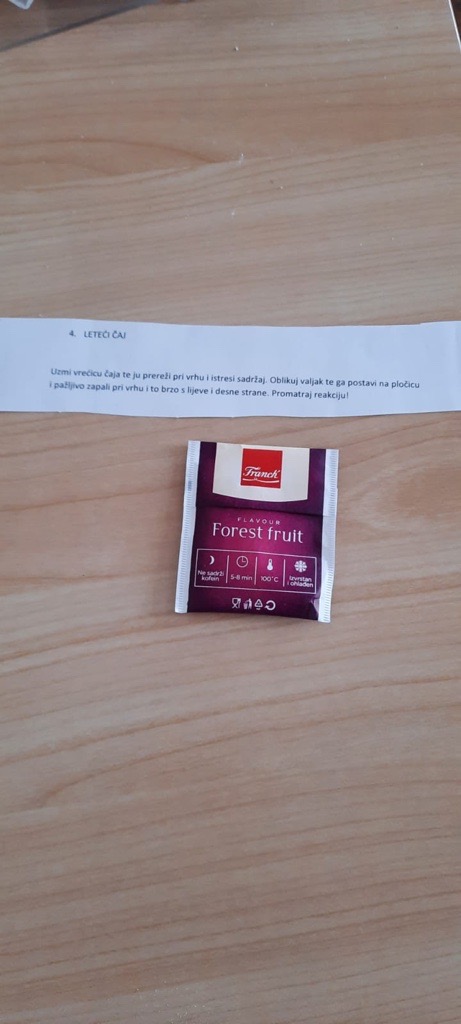 4. LETEĆI ČAJ
Uzmi vrećicu čaja te ju prereži pri vrhu i istresi sadržaj. Oblikuj valjak te ga postavi na pločicu
i pažljivo zapali pri vrhu i to brzo s lijeve i desne strane. Promatraj reakciju!
Franck
FLAVOUR
Forest fruit
Ne sadrži
kofein
5-8 min
100°C
Izvrstan
i ohlađen